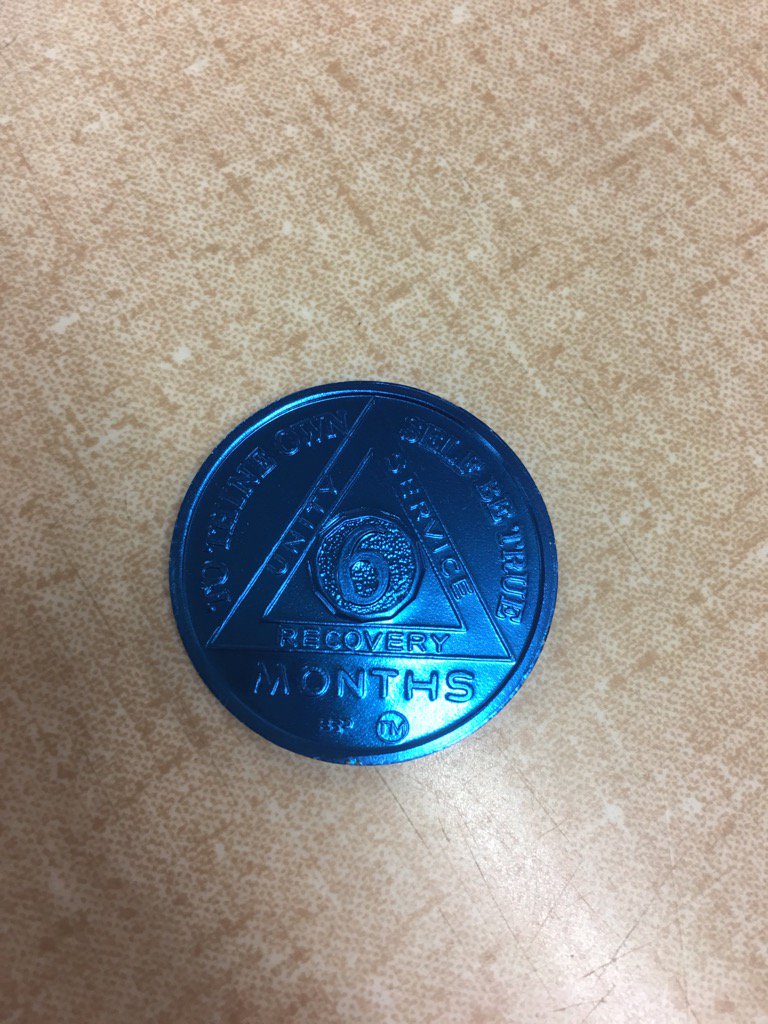 TO THINE OWN SELF BE TRUE
UNITY
SERVICE
6
RECOVERY
MONTHS
TM